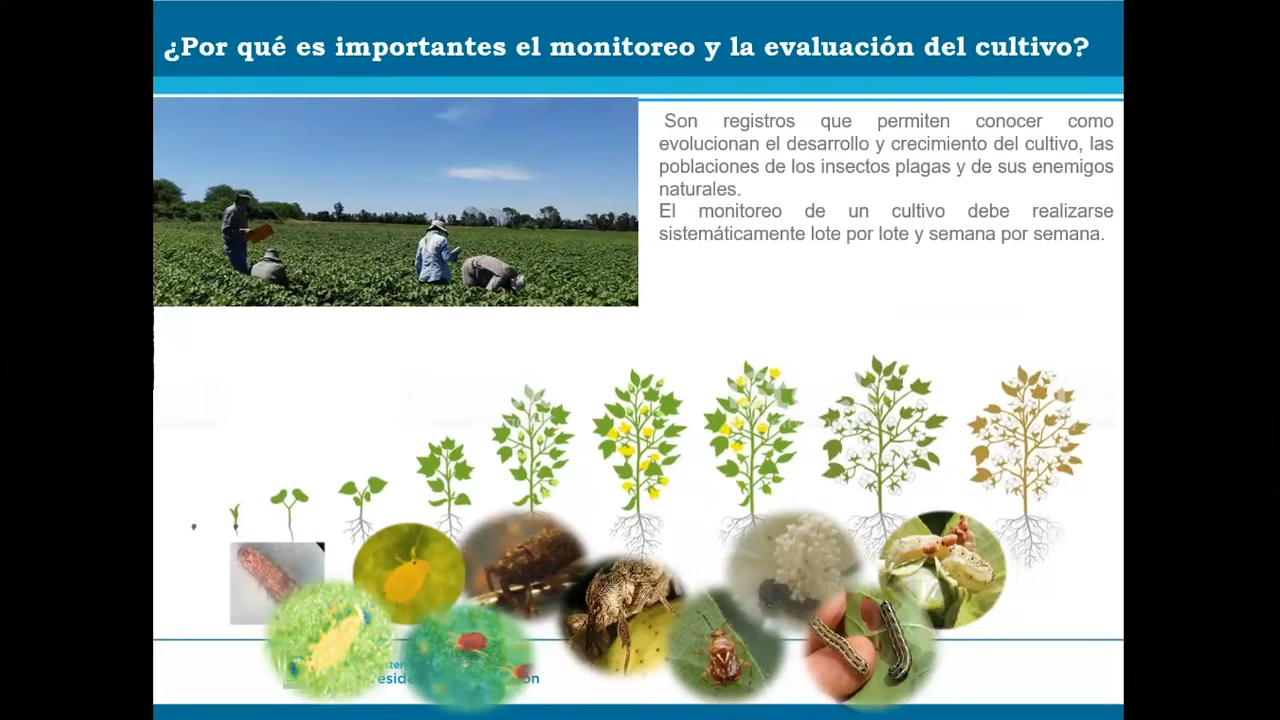 ¿Por qué es importantes el monitoreo y la evaluación del cultivo?
Son registros que permiten conocer como
evolucionan el desarrollo y crecimiento del cultivo, las
poblaciones de los insectos plagas y de sus enemigos
naturales.
El monitoreo de un cultivo debe realizarse
sistemáticamente lote por lote y semana por semana.